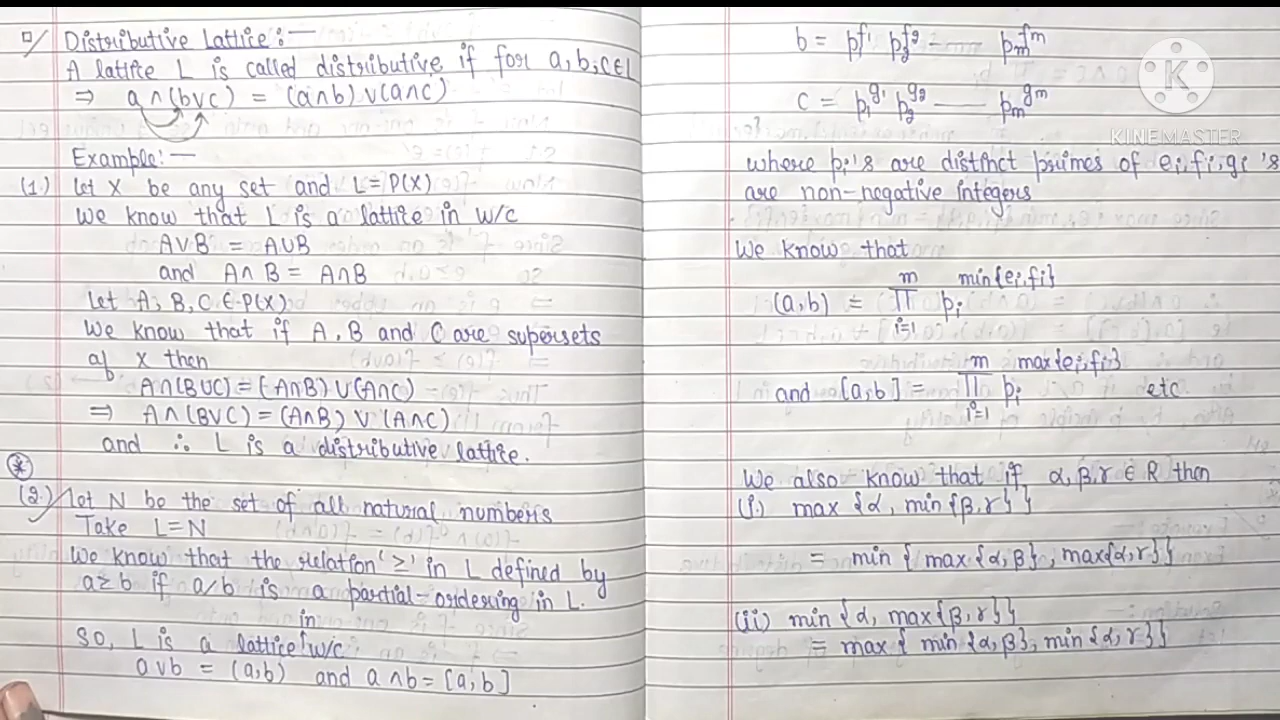 Distributive Lattice:—
A lattice L is called distributive if for a, b, c ∈ L
⇒ a∧(b∨c) = (a∧b) ∨(a∧c)
Example:—
(1.) Let X be any set and L = P(X)
We know that L is a lattice in w/c
A∨B = A∪B
and A∧B = A∩B
Let A, B, C ∈ P(X)
We know that if A, B and C are supersets
of X then
A∩(B∪C) = (A∩B) ∪(A∩C)
⇒ A∧(B∨C) = (A∧B) ∨ (A∧C)
and ∴ L is a distributive lattice.
(2.) Let N be the set of all natural numbers
Take L=N
We know that the relation '≥' in L defined by
a≥b if a/b is a partial-ordering in L.
So, L is a lattice in w/c
a∨b = (a,b) and a∧b = [a,b]
b = p₁^f₁ p₂^f₂ —— pₘ^fₘ
c = p₁^g₁ p₂^g₂ —— pₘ^gₘ
KINEMASTER
where pᵢ's are distinct primes of eᵢ, fᵢ, gᵢ's
are non-negative integers
We know that
(a,b) = ∏ᵢ₌₁ᵐ pᵢ^min{eᵢ,fᵢ}
and [a,b] = ∏ᵢ₌₁ᵐ pᵢ^max{eᵢ,fᵢ} etc
We also know that if α, β, γ ∈ R then
(i.) max {α, min{β,γ}}
= min { max {α, β} , max{α,γ}}
(ii) min {α, max{β,γ}}
= max { min {α, β}, min {α, γ}}